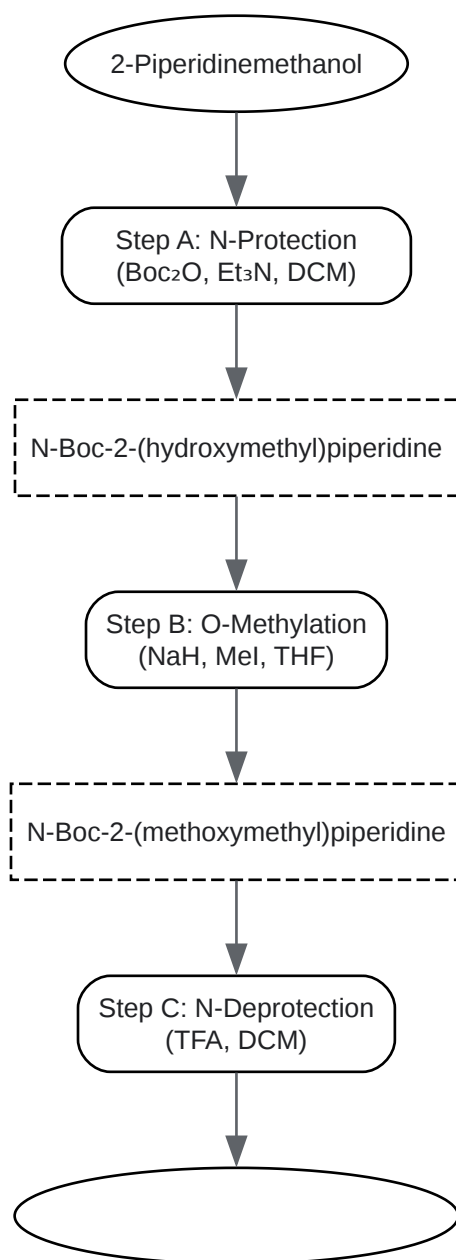 2-Piperidinemethanol
Step A: N-Protection
(Boc₂O, Et₃N, DCM)
N-Boc-2-(hydroxymethyl)piperidine
Step B: O-Methylation
(NaH, MeI, THF)
N-Boc-2-(methoxymethyl)piperidine
Step C: N-Deprotection
(TFA, DCM)